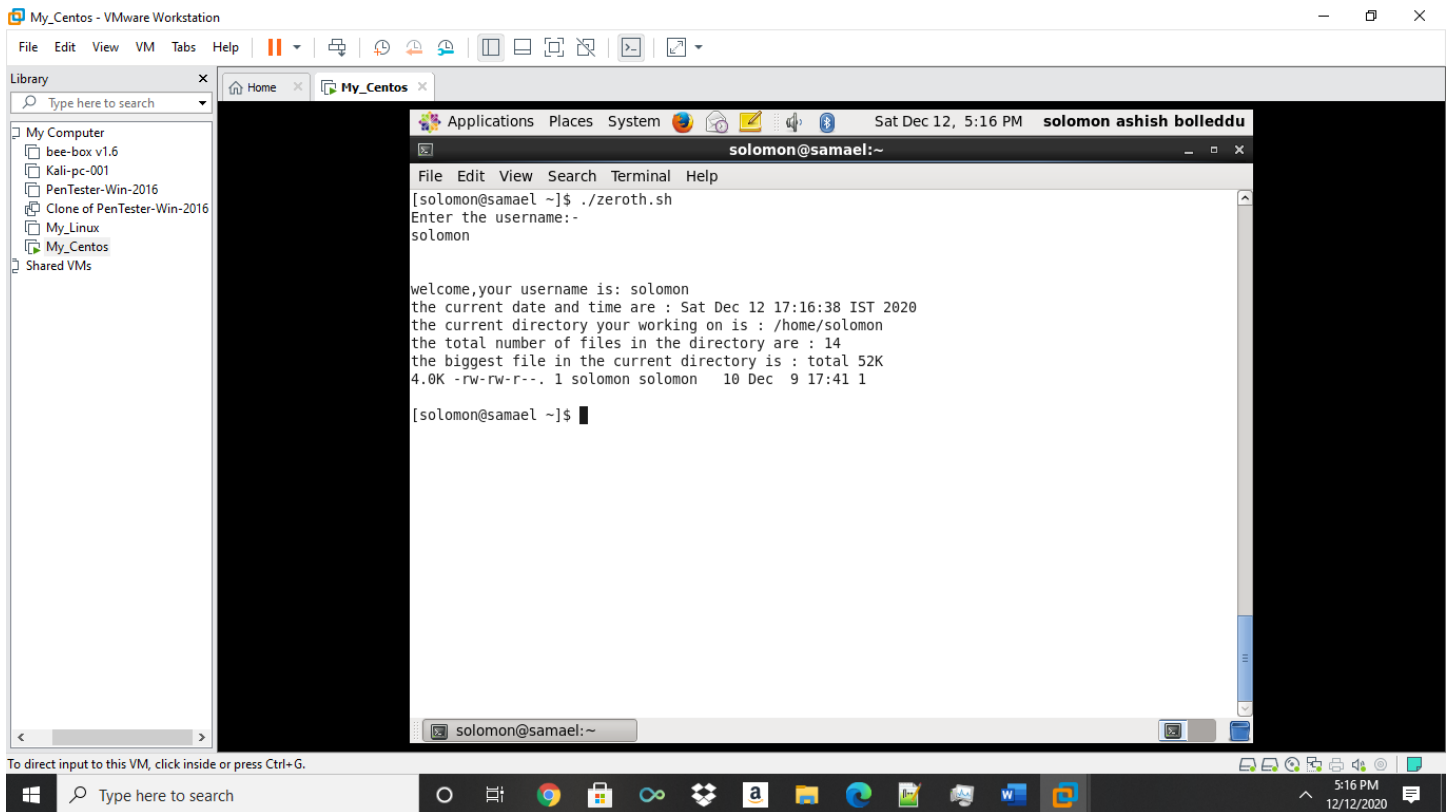 My_Centos - VMware Workstation
File Edit View VM Tabs Help
Library
Type here to search
My Computer
bee-box v1.6
Kali-pc-001
PenTester-Win-2016
Clone of PenTester-Win-2016
My_Linux
My_Centos
Shared VMs
Home
My_Centos
Applications Places System Sat Dec 12, 5:16 PM solomon ashish bolleddu
solomon@samael:~
File Edit View Search Terminal Help
[solomon@samael ~]$ ./zeroth.sh
Enter the username:-
solomon
welcome,your username is: solomon
the current date and time are : Sat Dec 12 17:16:38 IST 2020
the current directory your working on is : /home/solomon
the total number of files in the directory are : 14
the biggest file in the current directory is : total 52K
4.0K -rw-rw-r--. 1 solomon solomon   10 Dec  9 17:41 1
[solomon@samael ~]$
solomon@samael:~
To direct input to this VM, click inside or press Ctrl+G.
Type here to search
a
W
5:16 PM
12/12/2020